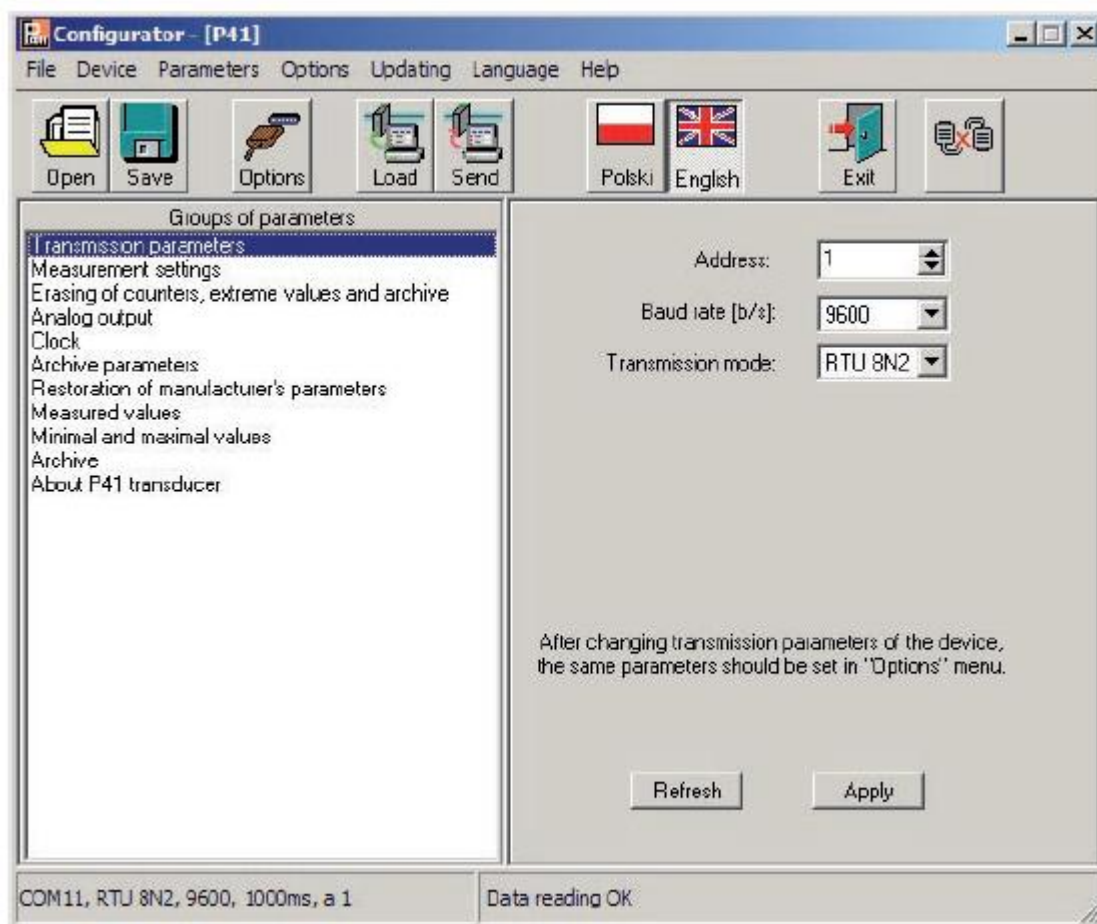 Configurator - [P41]
File Device Parameters Options Updating Language Help
Open Save Options Load Send Polski English Exit
Groups of parameters
Transmission parameters
Measurement settings
Erasing of counters, extreme values and archive
Analog output
Clock
Archive parameters
Restoration of manufacturer's parameters
Measured values
Minimal and maximal values
Archive
About P41 transducer
Address: 1
Baud rate [b/s]: 9600
Transmission mode: RTU 8N2
After changing transmission parameters of the device,
the same parameters should be set in "Options" menu.
Refresh Apply
COM11, RTU 8N2, 9600, 1000ms, a 1 Data reading OK